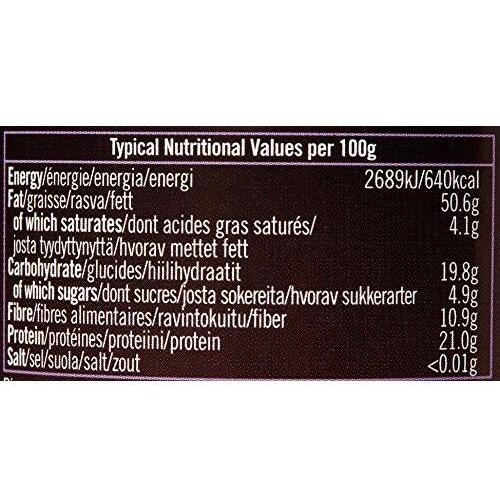 Typical Nutritional Values per 100g
Energy/énergie/energia/energi 2689kJ/640kcal
Fat/graisse/rasva/fett 50.6g
of which saturates/dont acides gras saturés/ 4.1g
josta tyydyttynyttä/hvorav mettet fett
Carbohydrate/glucides/hiilihydraatit 19.8g
of which sugars/dont sucres/josta sokereita/hvorav sukkerarter 4.9g
Fibre/fibres alimentaires/ravintokuitu/fiber 10.9g
Protein/protéines/proteiini/protein 21.0g
Salt/sel/suola/salt/zout <0.01g